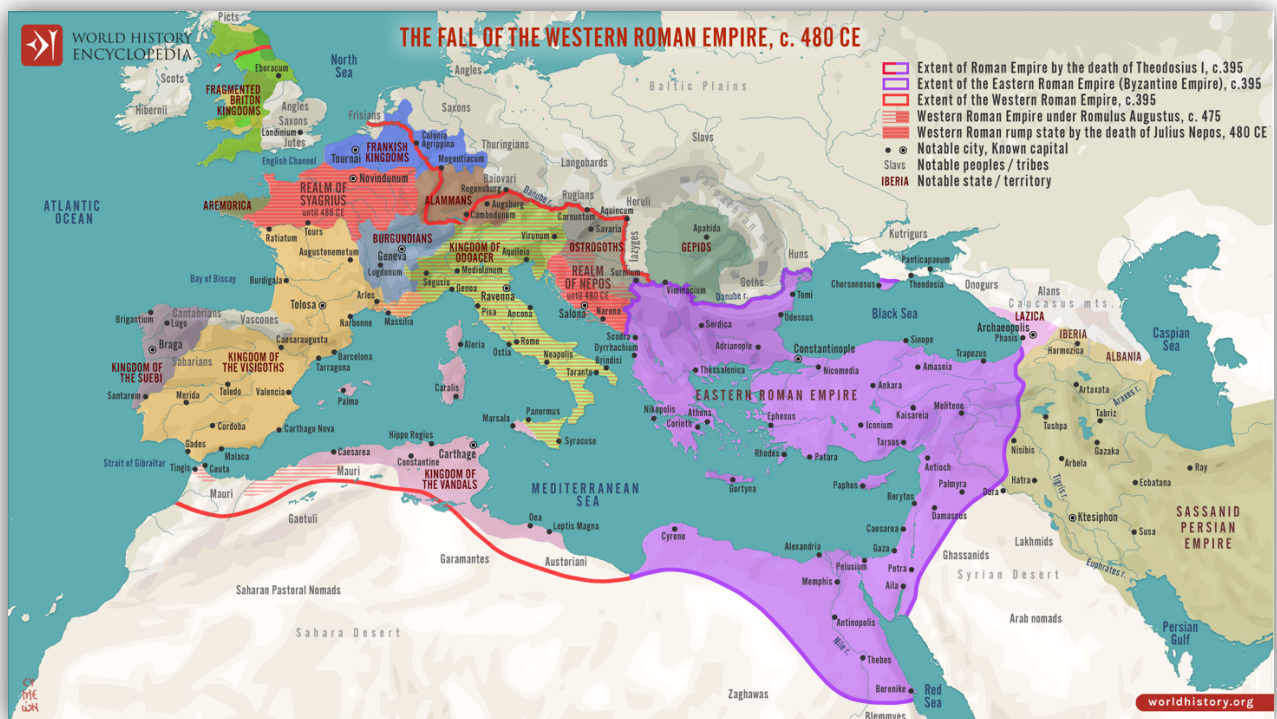 WORLD HISTORY
ENCYCLOPEDIA
THE FALL OF THE WESTERN ROMAN EMPIRE, c. 480 CE
Extent of Roman Empire by the death of Theodosius I, c.395
Extent of the Eastern Roman Empire (Byzantine Empire), c.395
Extent of the Western Roman Empire, c.395
Western Roman Empire under Romulus Augustus, c. 475
Western Roman rump state by the death of Julius Nepos, 480 CE
Notable city, Known capital
Slavs Notable peoples / tribes
IBERIA Notable state / territory
Picts
Scots
Hibernii
Eboracum
FRAGMENTED
BRITON
KINGDOMS
Angles
Saxons
Jutes
Londinium
English Channel
North
Sea
Angles
Saxons
Frisians
Baltic Plains
Slavs
Thuringians
Langobards
Tournai
FRANKISH
KINGDOMS
Colonia
Agrippina
Mogontiacum
Noviodunum
REALM OF
SYAGRIUS
until 486 CE
AREMORICA
ATLANTIC
OCEAN
ALAMMANS
Baiovari
Regensburg
Augsburg
Cambodunum
Danube r.
Rugians
Heruli
Carnuntum
Aquincum
Savaria
Iazyges
OSTROGOTHS
Apahida
GEPIDS
Huns
Goths
Kutrigurs
Panticapaeum
Chersonesus
Theodosia
Onogurs
Alans
Caucasus mts.
LAZICA
Archaeopolis
Phasis
IBERIA
Harmozica
ALBANIA
Caspian
Sea
Black Sea
Ratiatum
Tours
Augustonemetum
BURGUNDIANS
Geneva
Lugdunum
KINGDOM OF
ODOACER
Virunum
Aquileia
Mediolanum
Segusio
Genoa
Ravenna
Pisa
Ancona
REALM
OF NEPOS
until 480 CE
Sirmium
Salona
Narona
Viminacium
Danube r.
Tomi
Odessus
Bay of Biscay
Burdigala
Tolosa
Arles
Narbonne
Massilia
Aleria
Ostia
Rome
Neapolis
Brindisi
Taranto
Scodra
Dyrrhachium
Serdica
Adrianople
Constantinople
Nicomedia
Sinope
Amaseia
Trapezus
Ankara
Brigantium
Lugo
Cantabrians
Vascones
Braga
Sabarians
KINGDOM OF
THE SUEBI
KINGDOM OF
THE VISIGOTHS
Caesaraugusta
Barcelona
Tarragona
Santarem
Merida
Toledo
Valencia
Palma
Caralis
Cordoba
Carthago Nova
Gades
Malaca
Strait of Gibraltar
Tingis
Ceuta
Mauri
Mauri
Caesarea
Hippo Regius
Constantine
Carthage
KINGDOM OF
THE VANDALS
Marsala
Panormus
Syracuse
Thessalonica
EASTERN ROMAN EMPIRE
Nikopolis
Athens
Corinth
Ephesus
Kaisareia
Melitene
Iconium
Tarsos
Rhodes
Patara
Gortyna
Paphos
Antioch
Palmyra
Berytos
Damascus
Dura
Hatra
Nisibis
Artaxata
Araxes r.
Tushpa
Tabriz
Gazaka
Arbela
Ray
Ecbatana
Tigris r.
Ktesiphon
Susa
SASSANID
PERSIAN
EMPIRE
Lakhmids
Euphrates r.
Ghassanids
Syrian Desert
Arab nomads
Persian
Gulf
MEDITERRANEAN
SEA
Gaetuli
Oea
Leptis Magna
Garamantes
Austoriani
Cyrene
Alexandria
Caesarea
Gaza
Pelusium
Petra
Aila
Memphis
Antinopolis
Nile r.
Thebes
Berenike
Red
Sea
Blemmyes
Zaghawas
Saharan Pastoral Nomads
Sahara Desert
CY
ME
WN
worldhistory.org